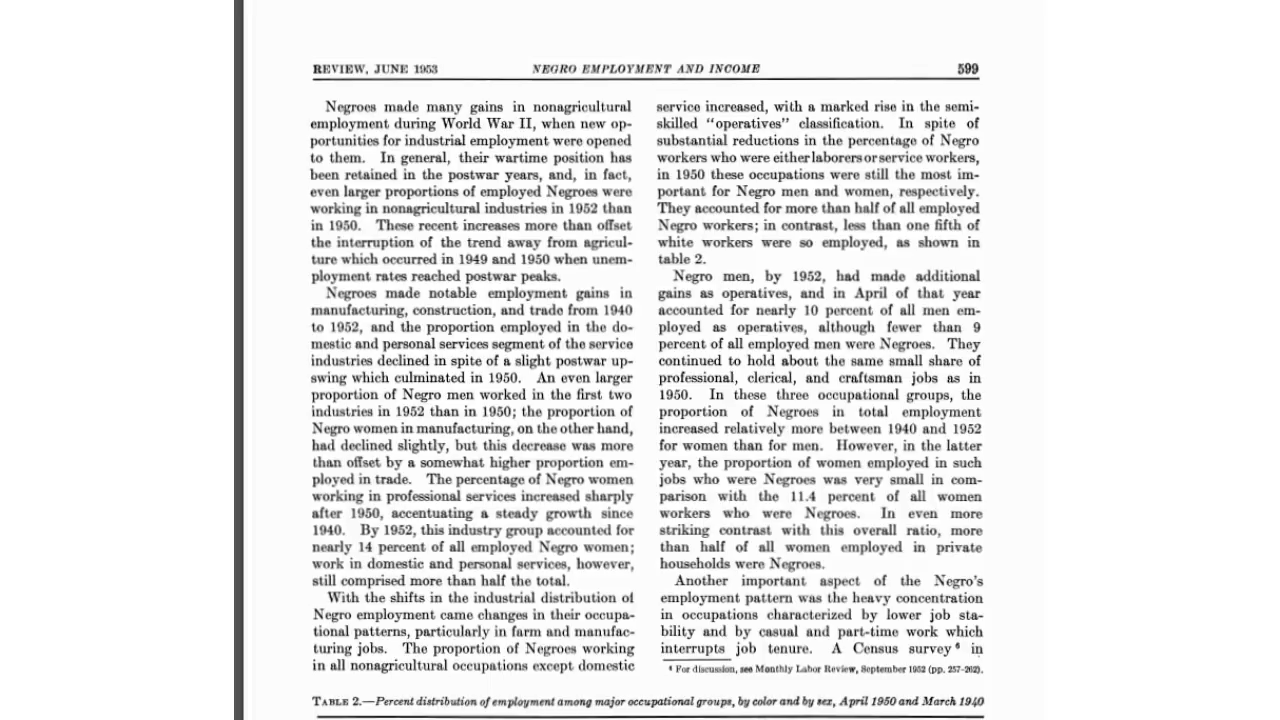 REVIEW, JUNE 1953 NEGRO EMPLOYMENT AND INCOME 599
Negroes made many gains in nonagricultural
employment during World War II, when new op-
portunities for industrial employment were opened
to them. In general, their wartime position has
been retained in the postwar years, and, in fact,
even larger proportions of employed Negroes were
working in nonagricultural industries in 1952 than
in 1950. These recent increases more than offset
the interruption of the trend away from agricul-
ture which occurred in 1949 and 1950 when unem-
ployment rates reached postwar peaks.
Negroes made notable employment gains in
manufacturing, construction, and trade from 1940
to 1952, and the proportion employed in the do-
mestic and personal services segment of the service
industries declined in spite of a slight postwar up-
swing which culminated in 1950. An even larger
proportion of Negro men worked in the first two
industries in 1952 than in 1950; the proportion of
Negro women in manufacturing, on the other hand,
had declined slightly, but this decrease was more
than offset by a somewhat higher proportion em-
ployed in trade. The percentage of Negro women
working in professional services increased sharply
after 1950, accentuating a steady growth since
1940. By 1952, this industry group accounted for
nearly 14 percent of all employed Negro women;
work in domestic and personal services, however,
still comprised more than half the total.
With the shifts in the industrial distribution of
Negro employment came changes in their occupa-
tional patterns, particularly in farm and manufac-
turing jobs. The proportion of Negroes working
in all nonagricultural occupations except domestic
service increased, with a marked rise in the semi-
skilled "operatives" classification. In spite of
substantial reductions in the percentage of Negro
workers who were either laborers or service workers,
in 1950 these occupations were still the most im-
portant for Negro men and women, respectively.
They accounted for more than half of all employed
Negro workers; in contrast, less than one fifth of
white workers were so employed, as shown in
table 2.
Negro men, by 1952, had made additional
gains as operatives, and in April of that year
accounted for nearly 10 percent of all men em-
ployed as operatives, although fewer than 9
percent of all employed men were Negroes. They
continued to hold about the same small share of
professional, clerical, and craftsman jobs as in
1950. In these three occupational groups, the
proportion of Negroes in total employment
increased relatively more between 1940 and 1952
for women than for men. However, in the latter
year, the proportion of women employed in such
jobs who were Negroes was very small in com-
parison with the 11.4 percent of all women
workers who were Negroes. In even more
striking contrast with this overall ratio, more
than half of all women employed in private
households were Negroes.
Another important aspect of the Negro's
employment pattern was the heavy concentration
in occupations characterized by lower job sta-
bility and by casual and part-time work which
interrupts job tenure. A Census survey ⁶ in
⁶ For discussion, see Monthly Labor Review, September 1952 (pp. 257-262).
TABLE 2.—Percent distribution of employment among major occupational groups, by color and by sex, April 1950 and March 1940